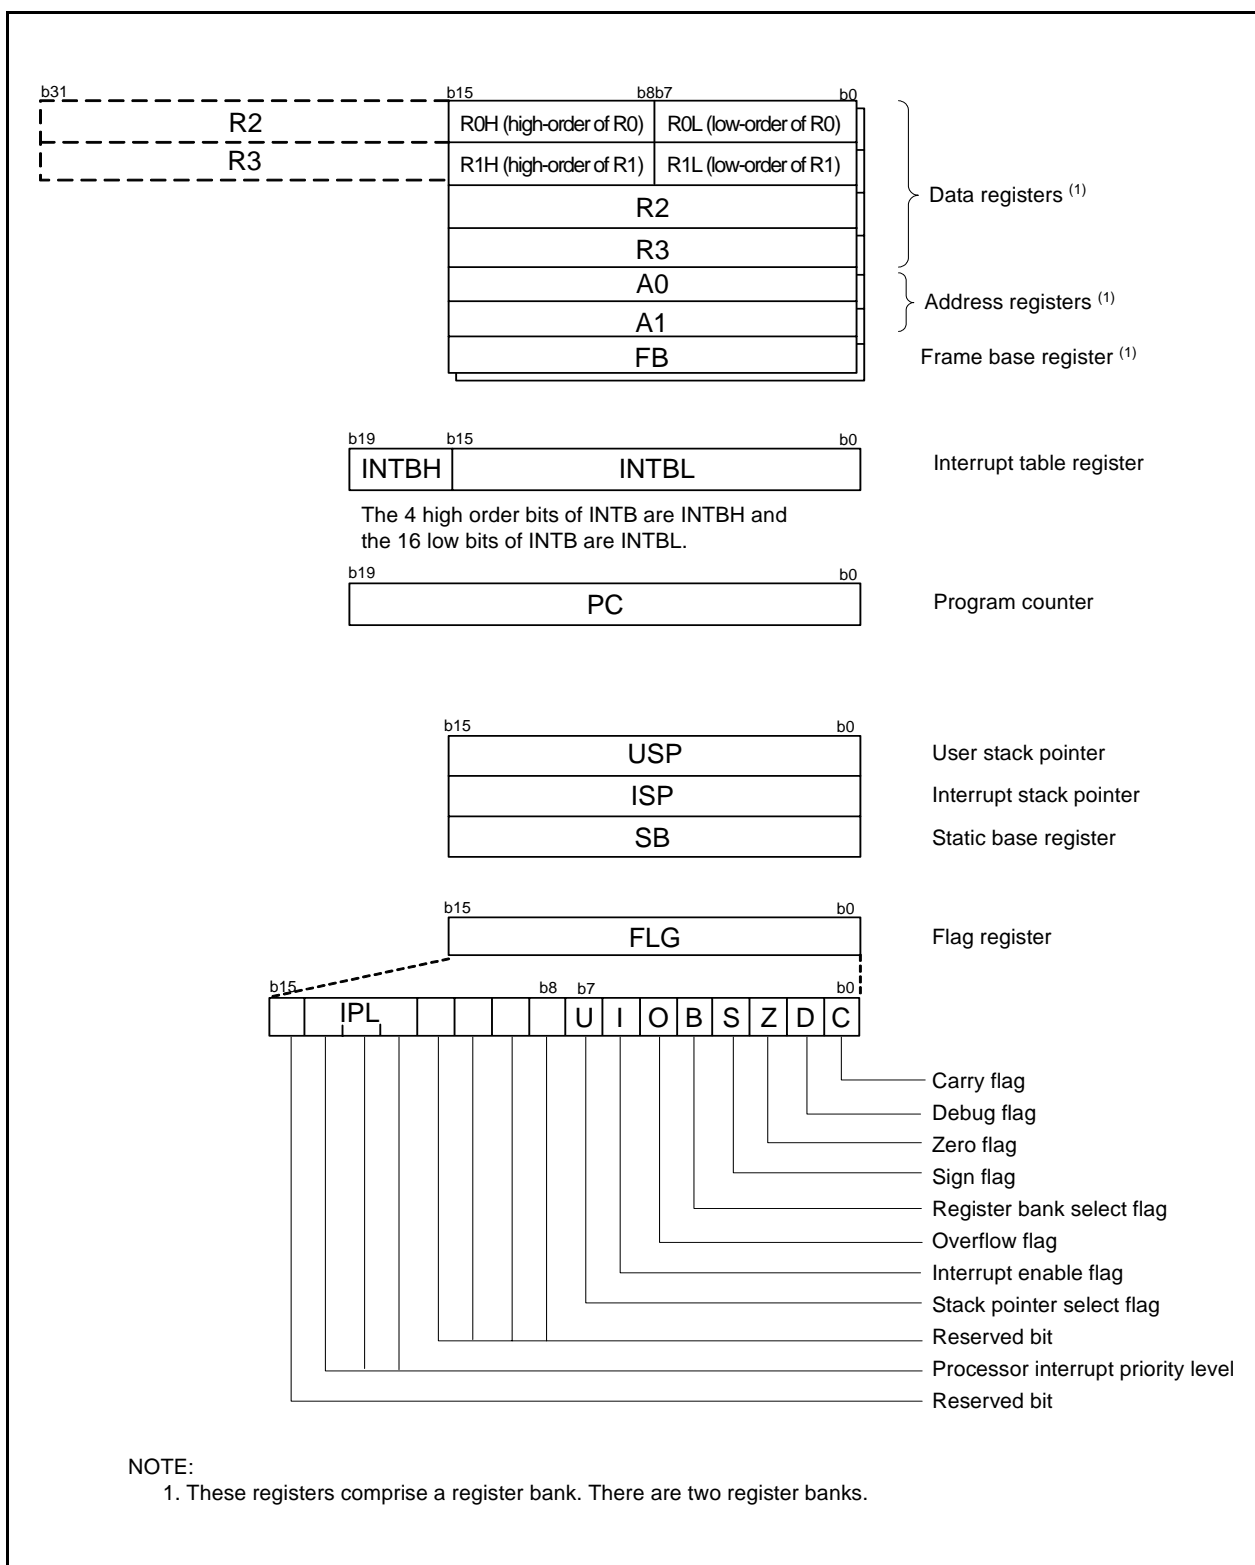 b31 b15 b8b7 b0
R2 R0H (high-order of R0) R0L (low-order of R0)
R3 R1H (high-order of R1) R1L (low-order of R1)
R2
Data registers (1)
R3
A0
Address registers (1)
A1
FB Frame base register (1)
b19 b15 b0
INTBH INTBL Interrupt table register
The 4 high order bits of INTB are INTBH and
the 16 low bits of INTB are INTBL.
b19 b0
PC Program counter
b15 b0
USP User stack pointer
ISP Interrupt stack pointer
SB Static base register
b15 b0
FLG Flag register
b15 b8 b7 b0
IPL U I O B S Z D C
Carry flag
Debug flag
Zero flag
Sign flag
Register bank select flag
Overflow flag
Interrupt enable flag
Stack pointer select flag
Reserved bit
Processor interrupt priority level
Reserved bit
NOTE:
1. These registers comprise a register bank. There are two register banks.